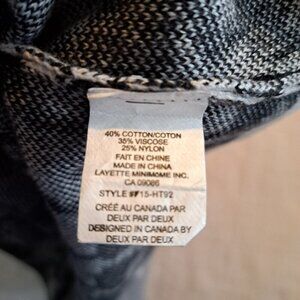 40% COTTON/COTON
35% VISCOSE
25% NYLON
FAIT EN CHINE
MADE IN CHINA
LAYETTE MINIMÔME INC.
CA 09086
STYLE #F15-HT92
CRÉÉ AU CANADA PAR
DEUX PAR DEUX
DESIGNED IN CANADA BY
DEUX PAR DEUX